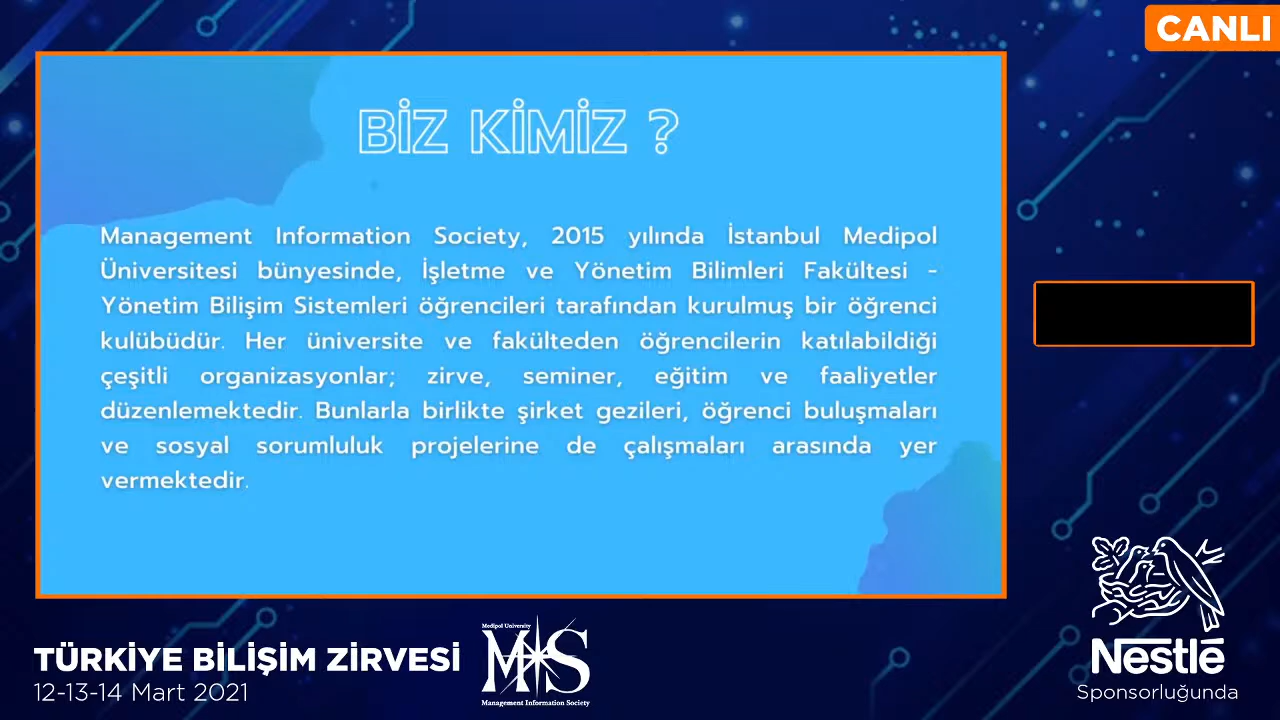 CANLI
BİZ KİMİZ ?
Management Information Society, 2015 yılında İstanbul Medipol
Üniversitesi bünyesinde, İşletme ve Yönetim Bilimleri Fakültesi -
Yönetim Bilişim Sistemleri öğrencileri tarafından kurulmuş bir öğrenci
kulübüdür. Her üniversite ve fakülteden öğrencilerin katılabildiği
çeşitli organizasyonlar; zirve, seminer, eğitim ve faaliyetler
düzenlemektedir. Bunlarla birlikte şirket gezileri, öğrenci buluşmaları
ve sosyal sorumluluk projelerine de çalışmaları arasında yer
vermektedir.
TÜRKİYE BİLİŞİM ZİRVESİ
12-13-14 Mart 2021
Medipol University
MIS
Management Information Society
Nestlé
Sponsorluğunda